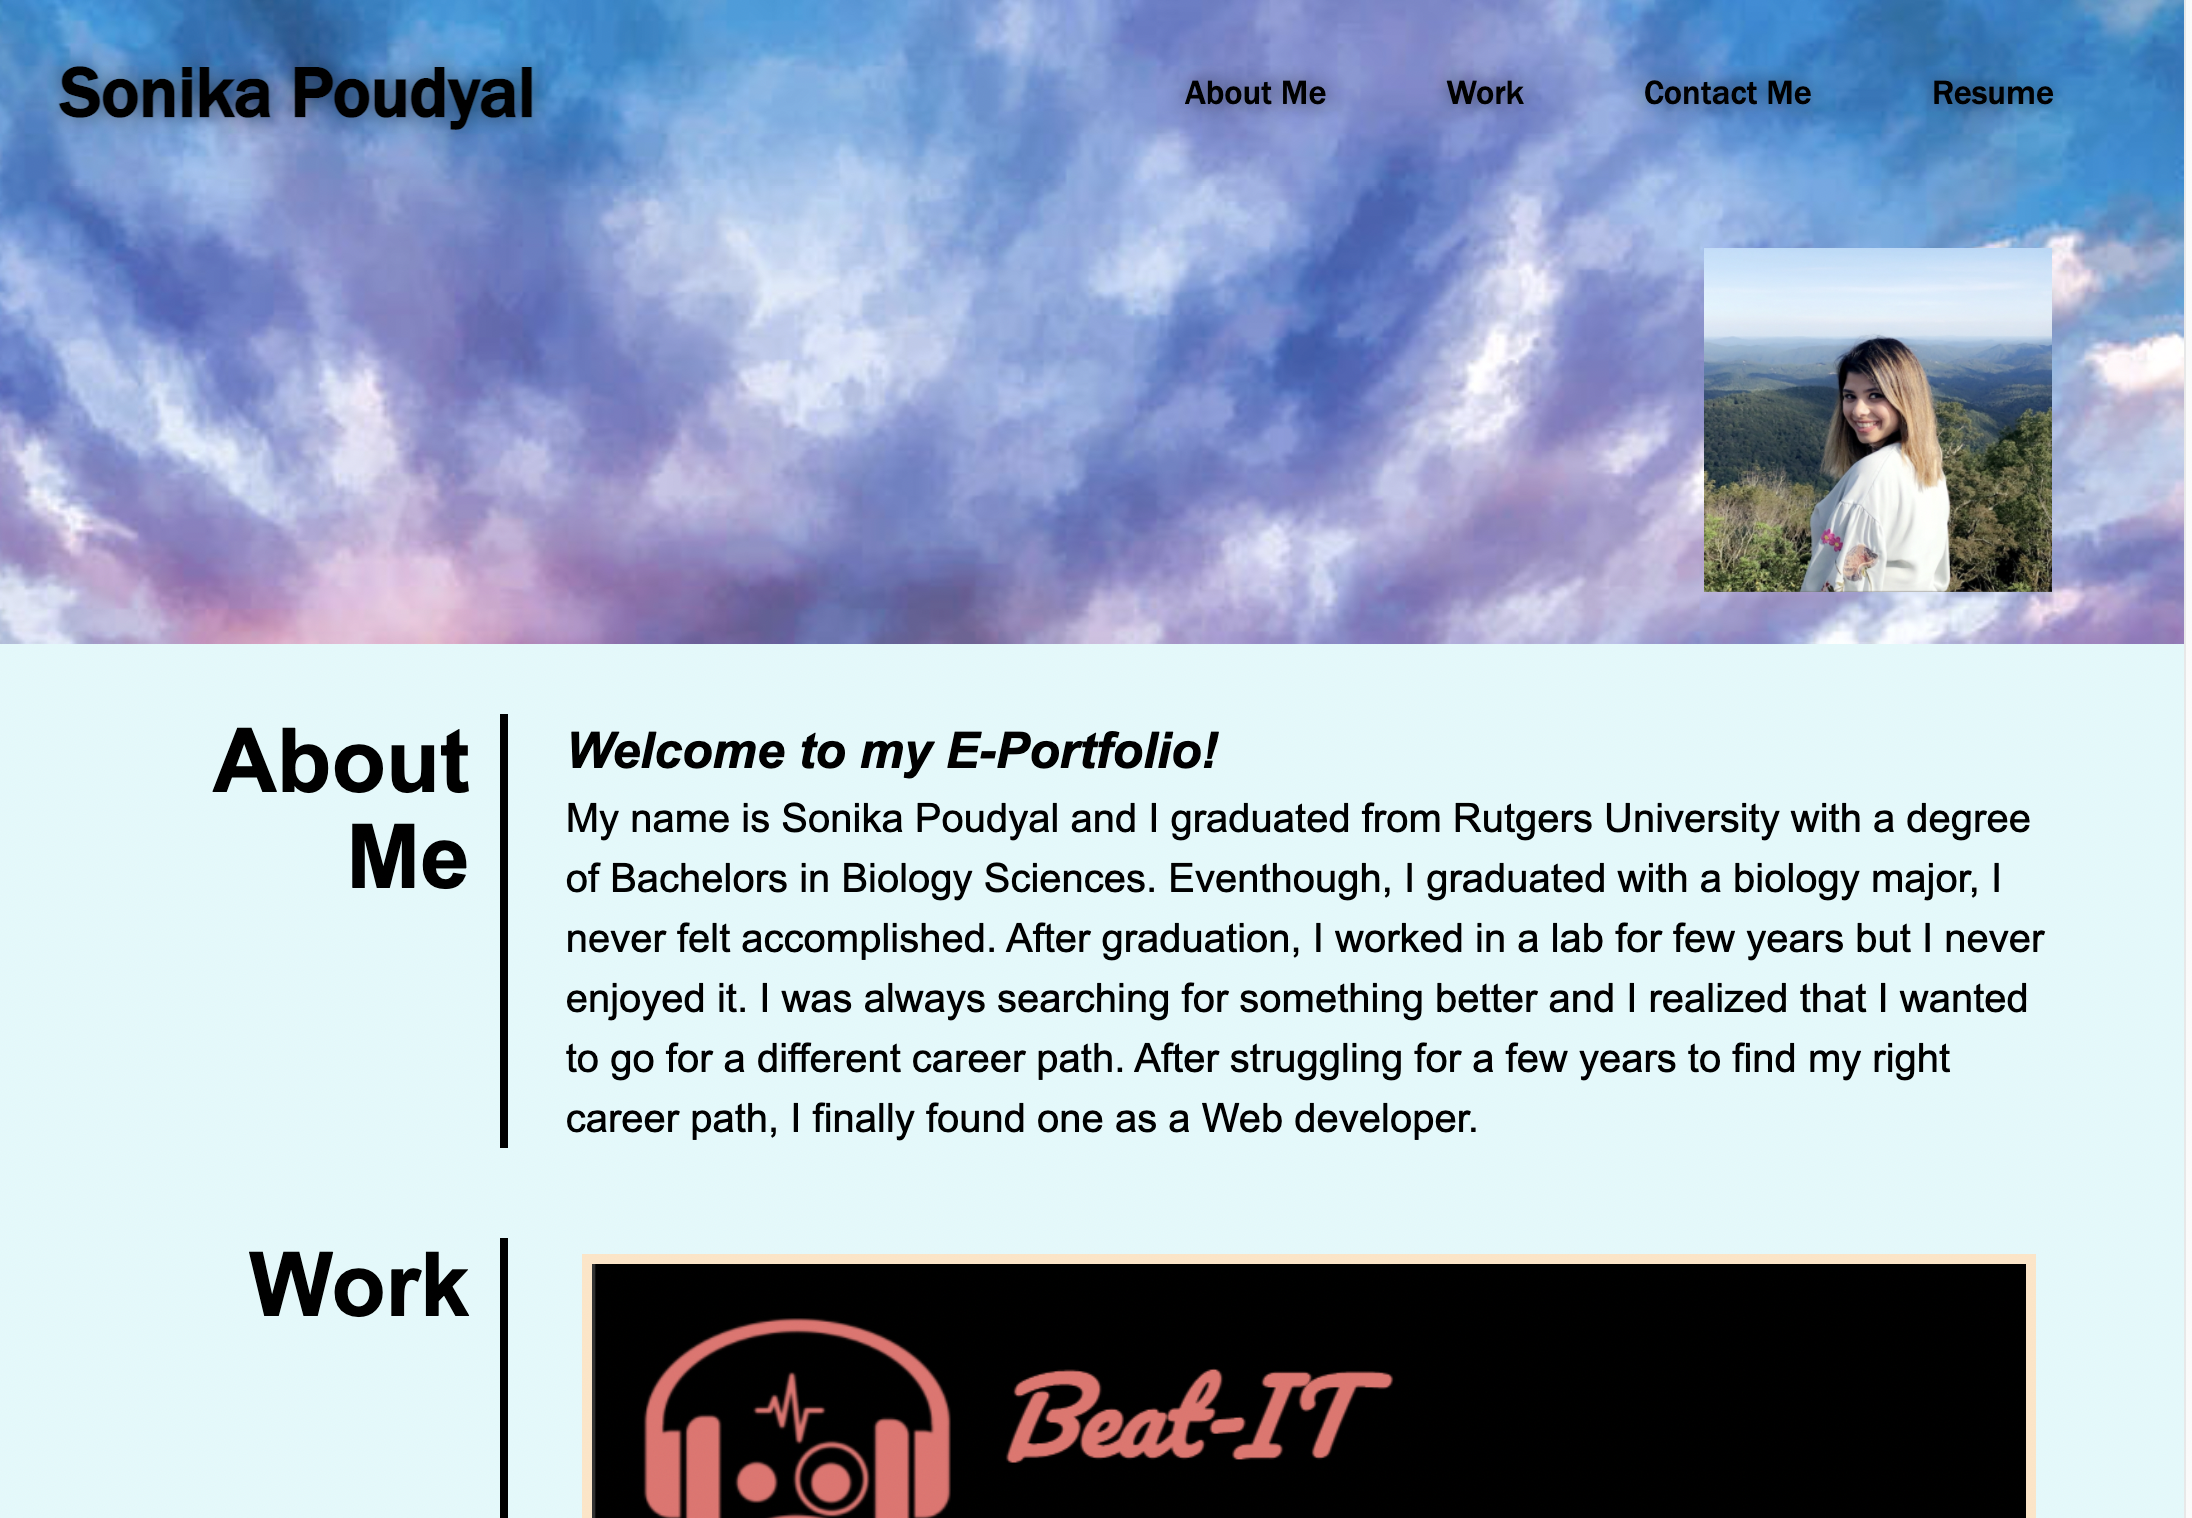 Sonika Poudyal
About Me
Work
Contact Me
Resume
About
Me
Welcome to my E-Portfolio!
My name is Sonika Poudyal and I graduated from Rutgers University with a degree
of Bachelors in Biology Sciences. Eventhough, I graduated with a biology major, I
never felt accomplished. After graduation, I worked in a lab for few years but I never
enjoyed it. I was always searching for something better and I realized that I wanted
to go for a different career path. After struggling for a few years to find my right
career path, I finally found one as a Web developer.
Work
Beat-IT